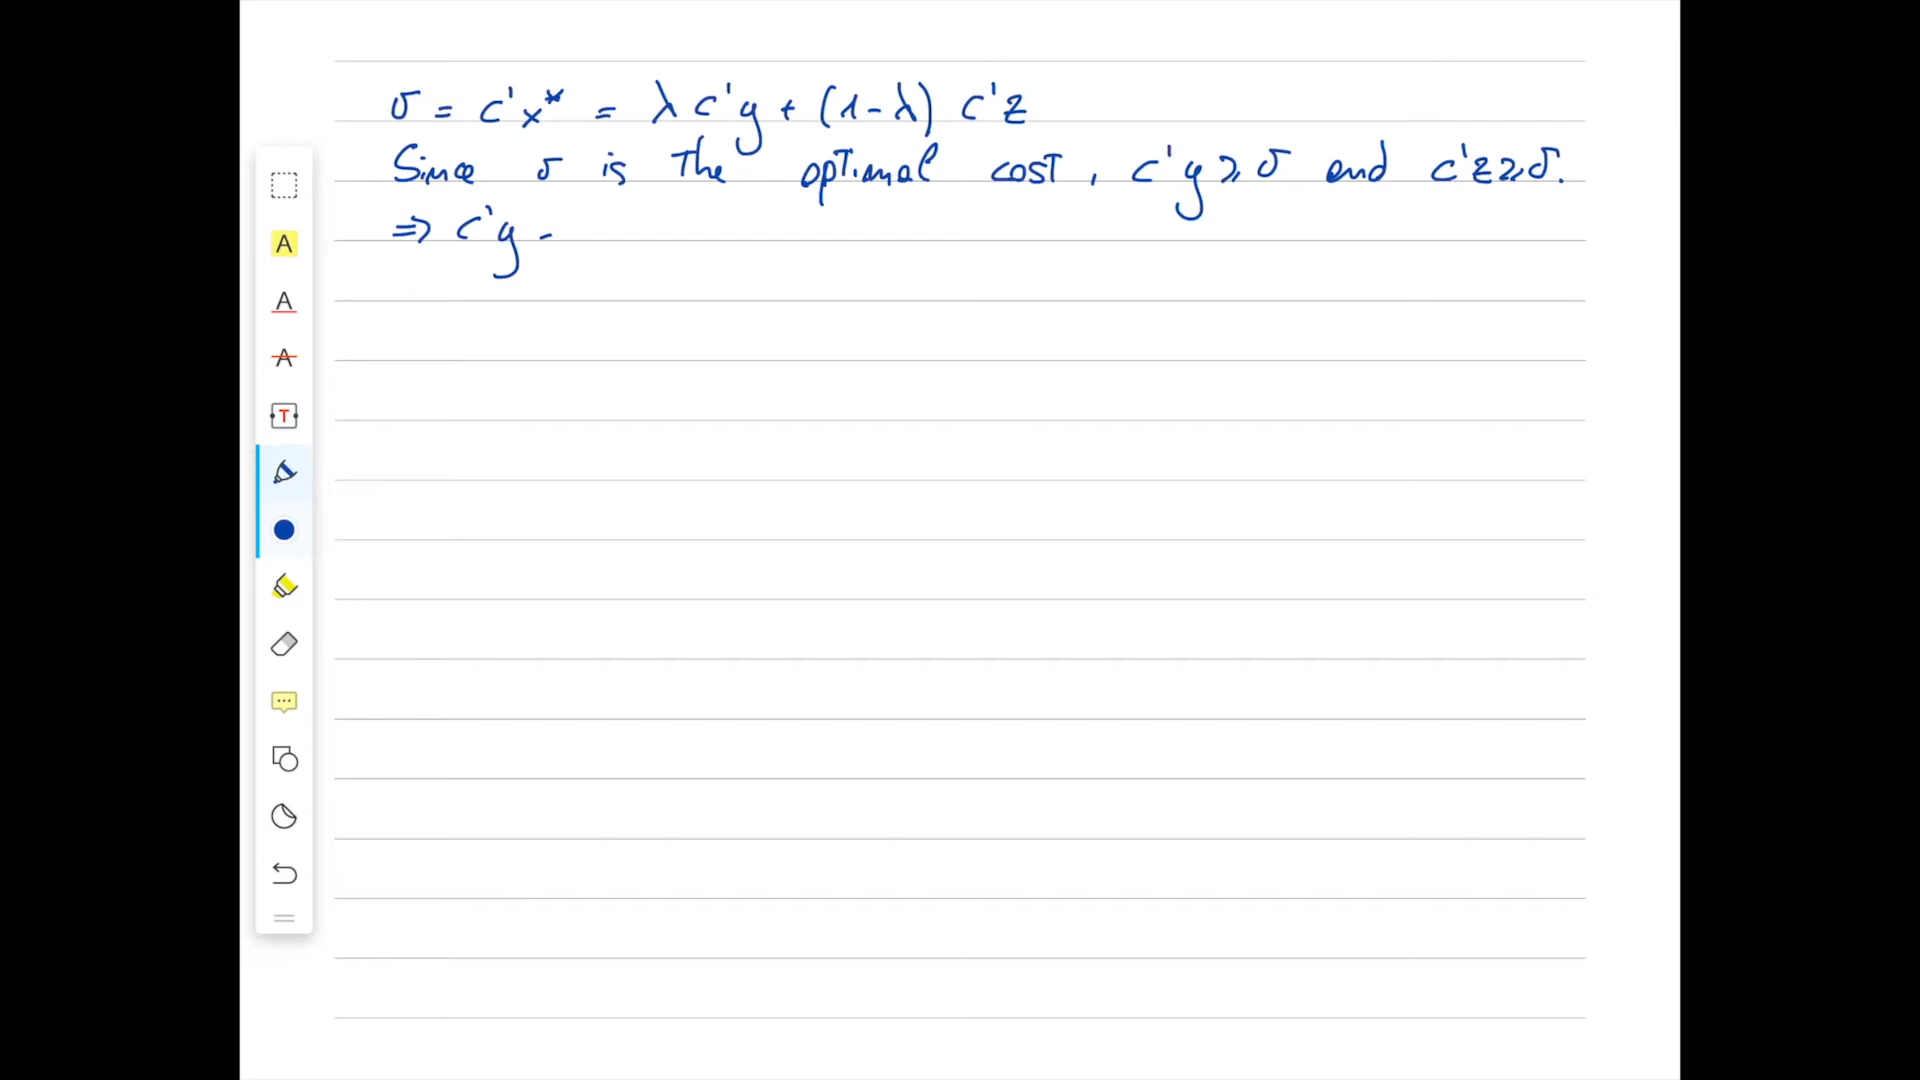 σ = c'x* = λ c'y + (1-λ) c'z
Since σ is the optimal cost, c'y ≥ σ and c'z ≥ σ.
⇒ c'y -
A
A
A
T